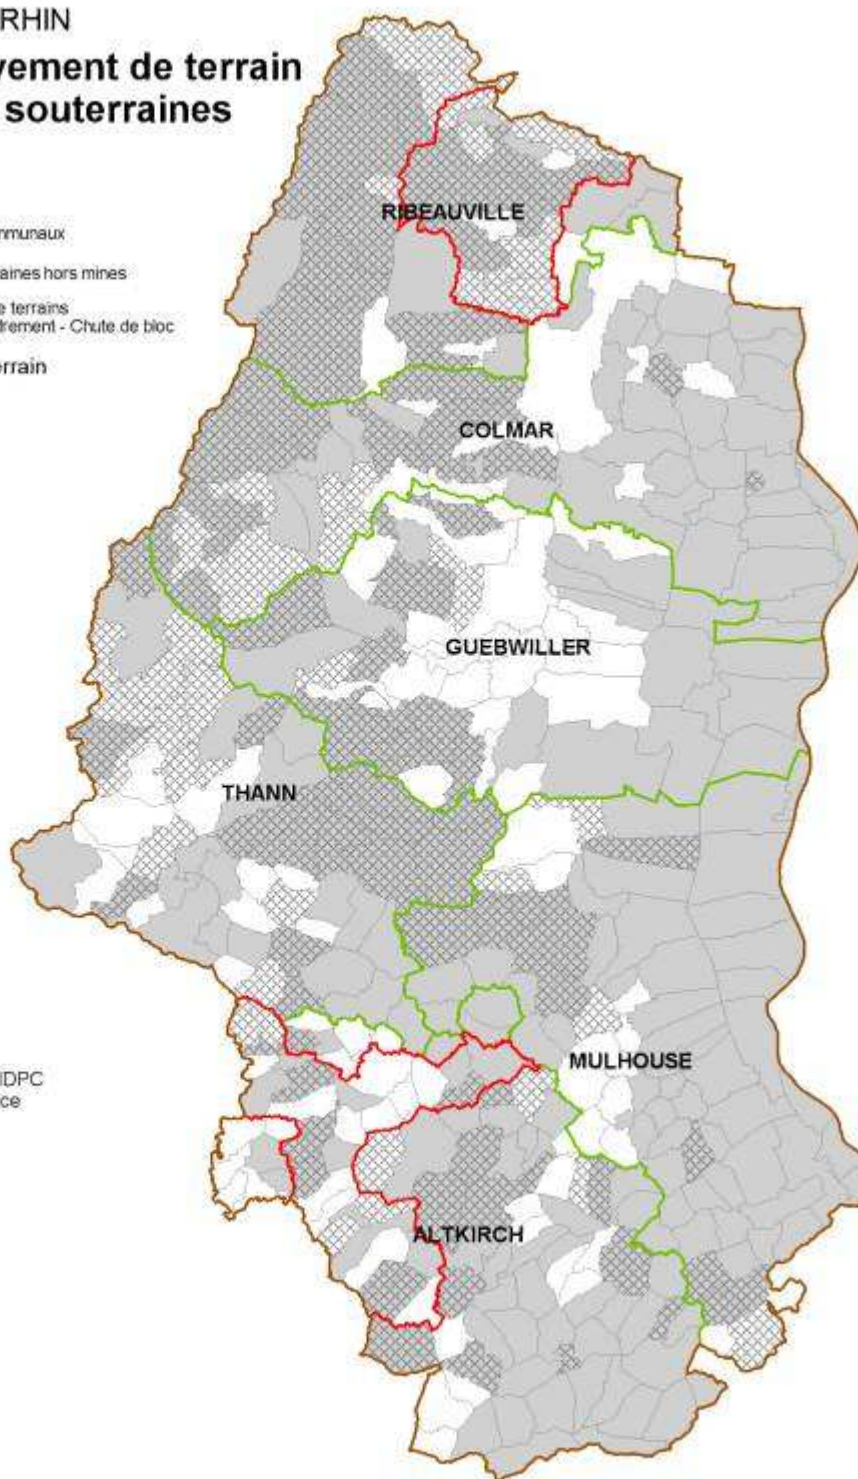 RHIN
vement de terrain
souterraines
mmunaux
aines hors mines
e terrains
drement - Chute de bloc
errain
RIBEAUVILLE
COLMAR
GUEBWILLER
THANN
IDPC
ce
MULHOUSE
ALTKIRCH